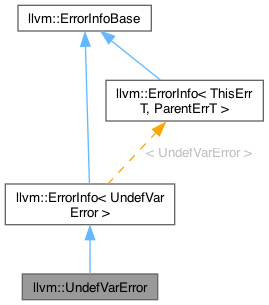 llvm::ErrorInfoBase
llvm::ErrorInfo< ThisErr
T, ParentErrT >
< UndefVarError >
llvm::ErrorInfo< UndefVar
Error >
llvm::UndefVarError